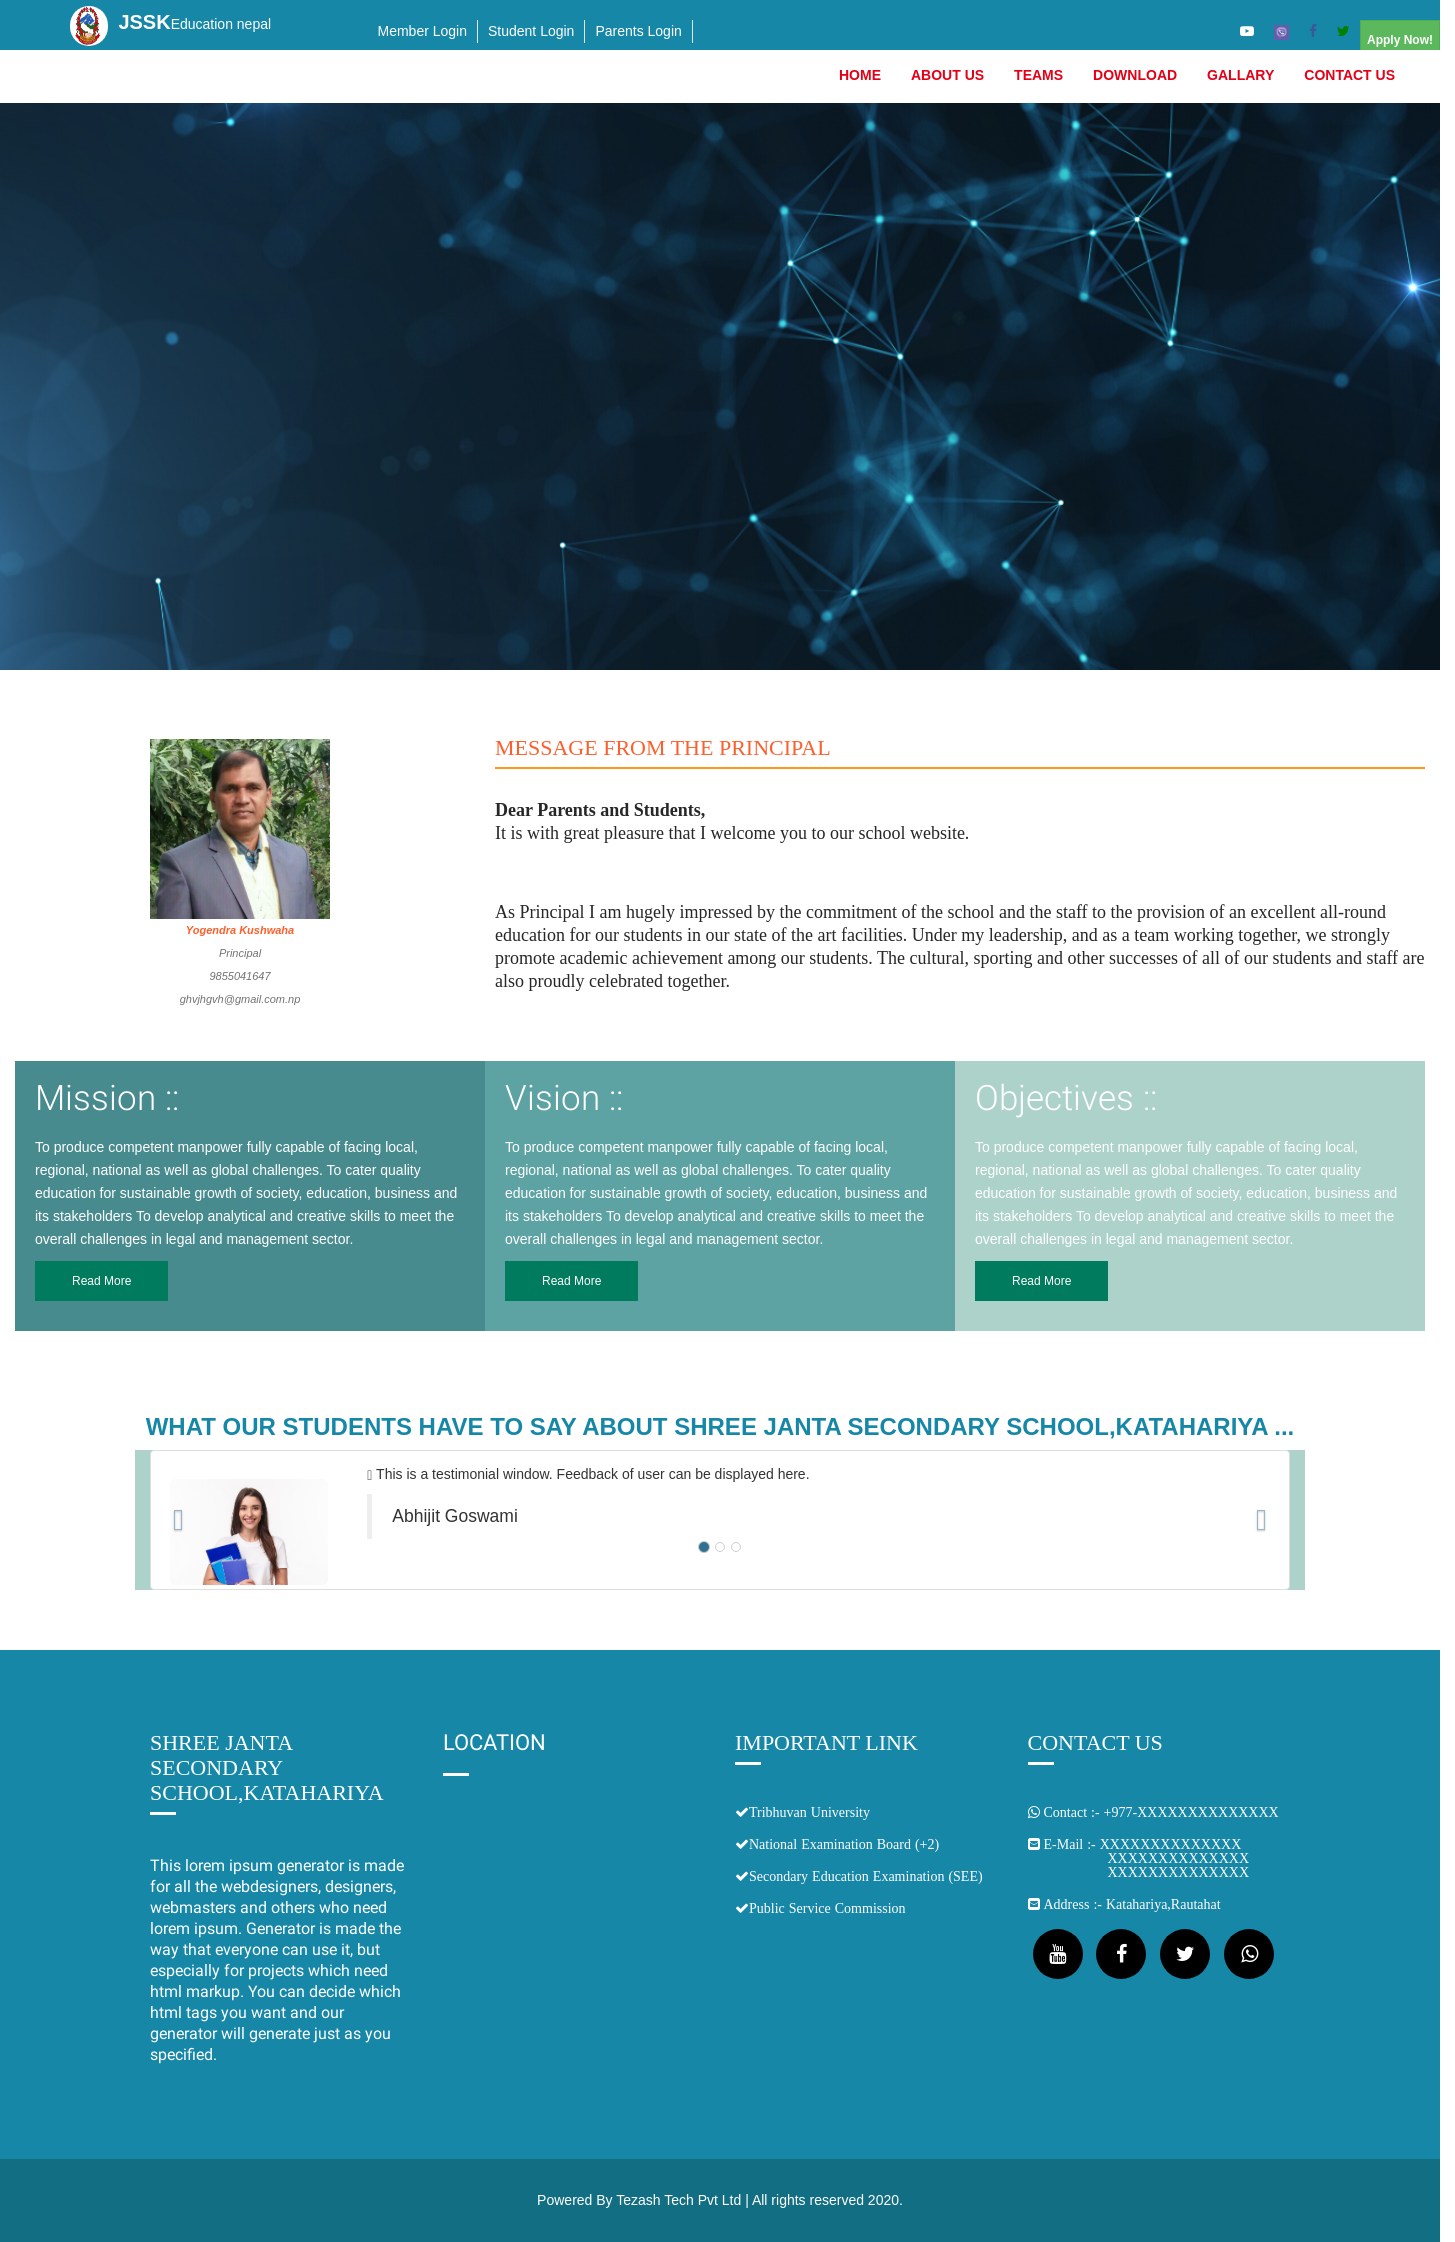 JSSKEducation nepal
Member Login
Student Login
Parents Login
Apply Now!
HOME
ABOUT US
TEAMS
DOWNLOAD
GALLARY
CONTACT US
MESSAGE FROM THE PRINCIPAL
Dear Parents and Students,
It is with great pleasure that I welcome you to our school website.
As Principal I am hugely impressed by the commitment of the school and the staff to the provision of an excellent all-round
education for our students in our state of the art facilities. Under my leadership, and as a team working together, we strongly
promote academic achievement among our students. The cultural, sporting and other successes of all of our students and staff are
also proudly celebrated together.
Yogendra Kushwaha
Principal
9855041647
ghvjhgvh@gmail.com.np
Mission ::
To produce competent manpower fully capable of facing local,
regional, national as well as global challenges. To cater quality
education for sustainable growth of society, education, business and
its stakeholders To develop analytical and creative skills to meet the
overall challenges in legal and management sector.
Read More
Vision ::
To produce competent manpower fully capable of facing local,
regional, national as well as global challenges. To cater quality
education for sustainable growth of society, education, business and
its stakeholders To develop analytical and creative skills to meet the
overall challenges in legal and management sector.
Read More
Objectives ::
To produce competent manpower fully capable of facing local,
regional, national as well as global challenges. To cater quality
education for sustainable growth of society, education, business and
its stakeholders To develop analytical and creative skills to meet the
overall challenges in legal and management sector.
Read More
WHAT OUR STUDENTS HAVE TO SAY ABOUT SHREE JANTA SECONDARY SCHOOL,KATAHARIYA ...
This is a testimonial window. Feedback of user can be displayed here.
Abhijit Goswami
SHREE JANTA
SECONDARY
SCHOOL,KATAHARIYA
This lorem ipsum generator is made
for all the webdesigners, designers,
webmasters and others who need
lorem ipsum. Generator is made the
way that everyone can use it, but
especially for projects which need
html markup. You can decide which
html tags you want and our
generator will generate just as you
specified.
LOCATION
IMPORTANT LINK
Tribhuvan University
National Examination Board (+2)
Secondary Education Examination (SEE)
Public Service Commission
CONTACT US
Contact :- +977-XXXXXXXXXXXXXX
E-Mail :- XXXXXXXXXXXXXX
XXXXXXXXXXXXXX
XXXXXXXXXXXXXX
Address :- Katahariya,Rautahat
You
Tube
Powered By Tezash Tech Pvt Ltd | All rights reserved 2020.